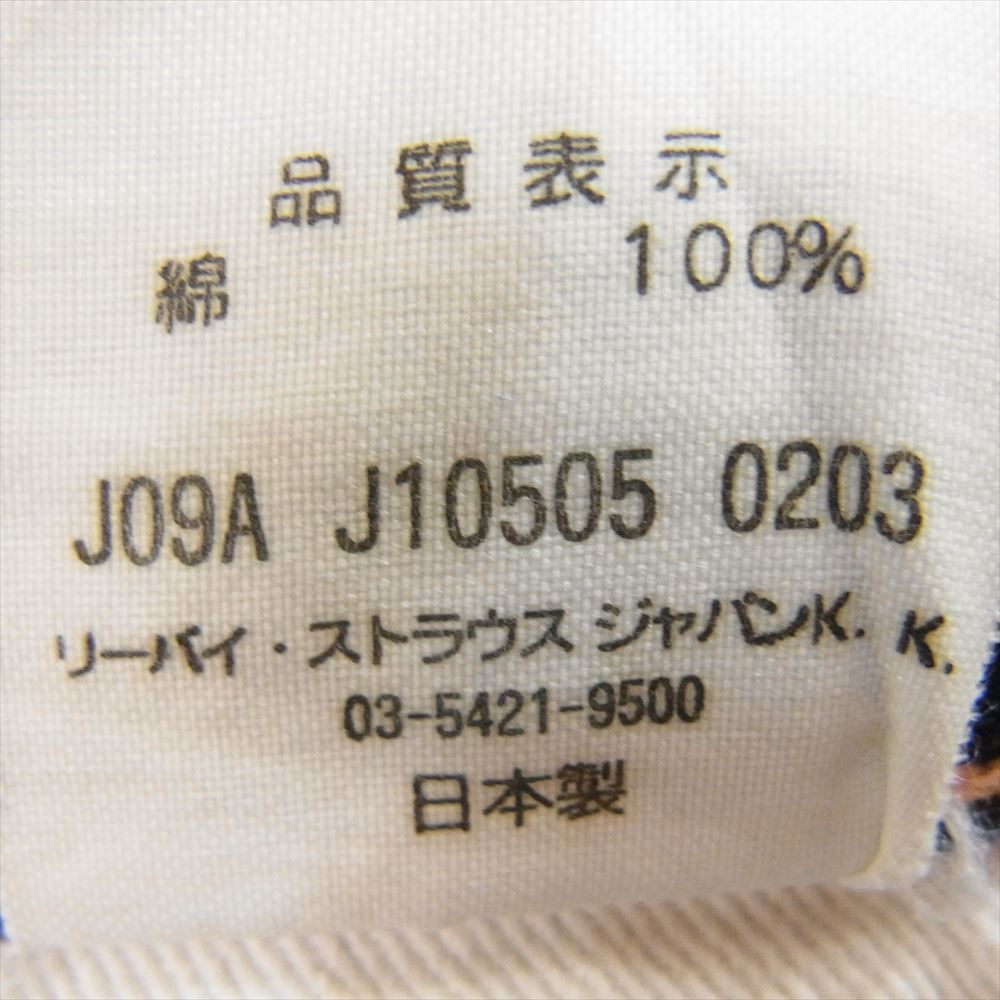 品質表示
綿 100%
J09A J10505 0203
リーバイ・ストラウス ジャパンK. K.
03-5421-9500
日本製